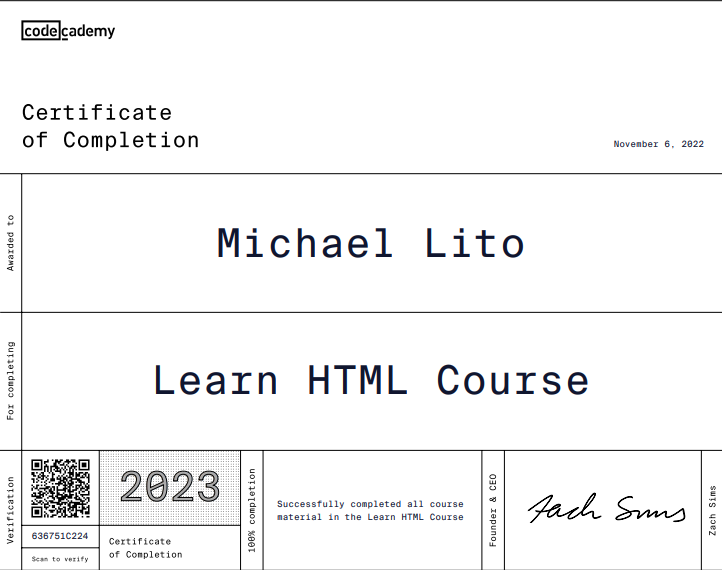 codecademy
Certificate
of Completion
November 6, 2022
Awarded to
Michael Lito
For completing
Learn HTML Course
Verification
636751C224
Scan to verify
2023
Certificate
of Completion
100% completion
Successfully completed all course
material in the Learn HTML Course
Founder & CEO
Zach Sims
Zach Sims